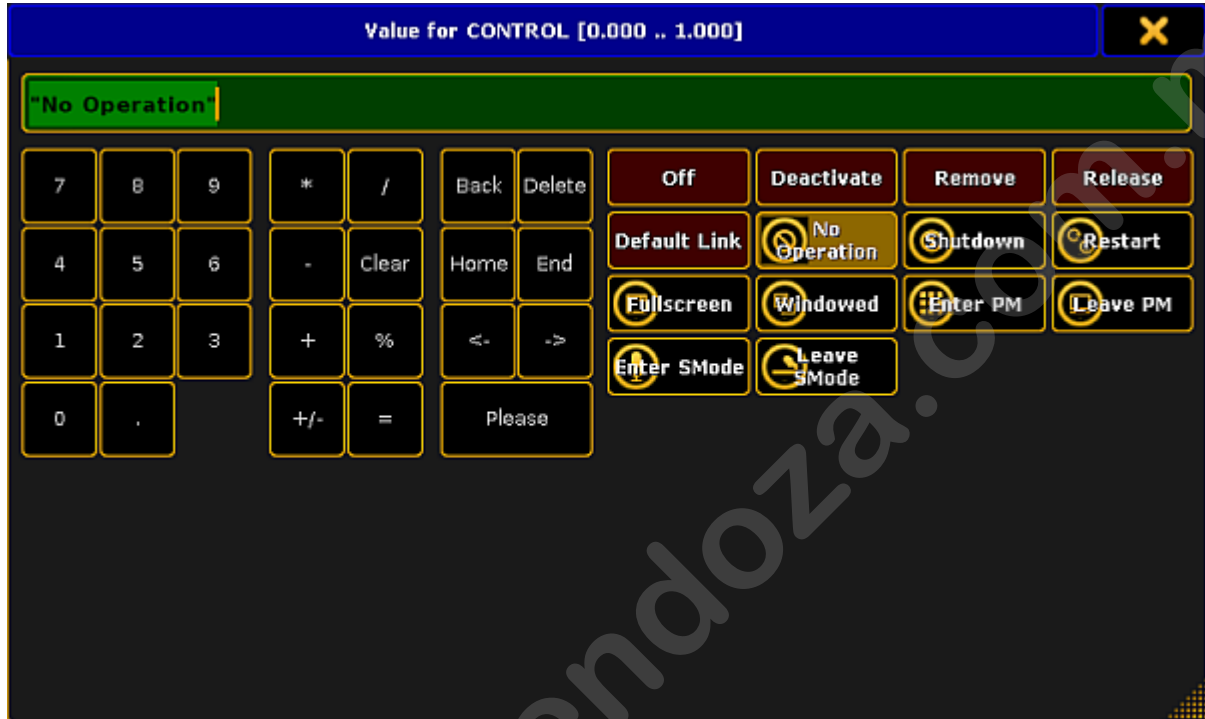 Value for CONTROL [0.000 .. 1.000]
"No Operation"
7 8 9 * / Back Delete
4 5 6 - Clear Home End
1 2 3 + % <- ->
0 . +/- = Please
Off Deactivate Remove Release
Default Link No Operation Shutdown Restart
Fullscreen Windowed Enter PM Leave PM
Enter SMode Leave SMode
endoza.com.